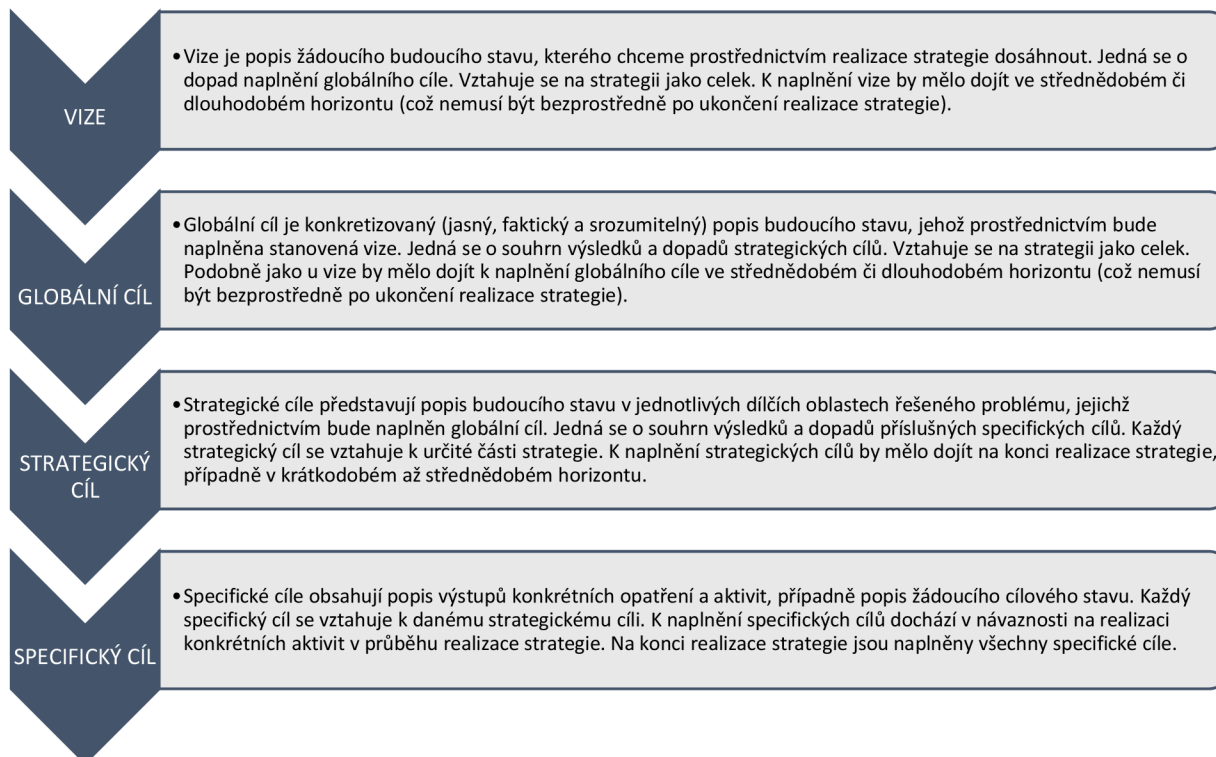 VIZE
•Vize je popis žádoucího budoucího stavu, kterého chceme prostřednictvím realizace strategie dosáhnout. Jedná se o
dopad naplnění globálního cíle. Vztahuje se na strategii jako celek. K naplnění vize by mělo dojít ve střednědobém či
dlouhodobém horizontu (což nemusí být bezprostředně po ukončení realizace strategie).
GLOBÁLNÍ CÍL
•Globální cíl je konkretizovaný (jasný, faktický a srozumitelný) popis budoucího stavu, jehož prostřednictvím bude
naplněna stanovená vize. Jedná se o souhrn výsledků a dopadů strategických cílů. Vztahuje se na strategii jako celek.
Podobně jako u vize by mělo dojít k naplnění globálního cíle ve střednědobém či dlouhodobém horizontu (což nemusí
být bezprostředně po ukončení realizace strategie).
STRATEGICKÝ
CÍL
•Strategické cíle představují popis budoucího stavu v jednotlivých dílčích oblastech řešeného problému, jejichž
prostřednictvím bude naplněn globální cíl. Jedná se o souhrn výsledků a dopadů příslušných specifických cílů. Každý
strategický cíl se vztahuje k určité části strategie. K naplnění strategických cílů by mělo dojít na konci realizace strategie,
případně v krátkodobém až střednědobém horizontu.
SPECIFICKÝ CÍL
•Specifické cíle obsahují popis výstupů konkrétních opatření a aktivit, případně popis žádoucího cílového stavu. Každý
specifický cíl se vztahuje k danému strategickému cíli. K naplnění specifických cílů dochází v návaznosti na realizaci
konkrétních aktivit v průběhu realizace strategie. Na konci realizace strategie jsou naplněny všechny specifické cíle.